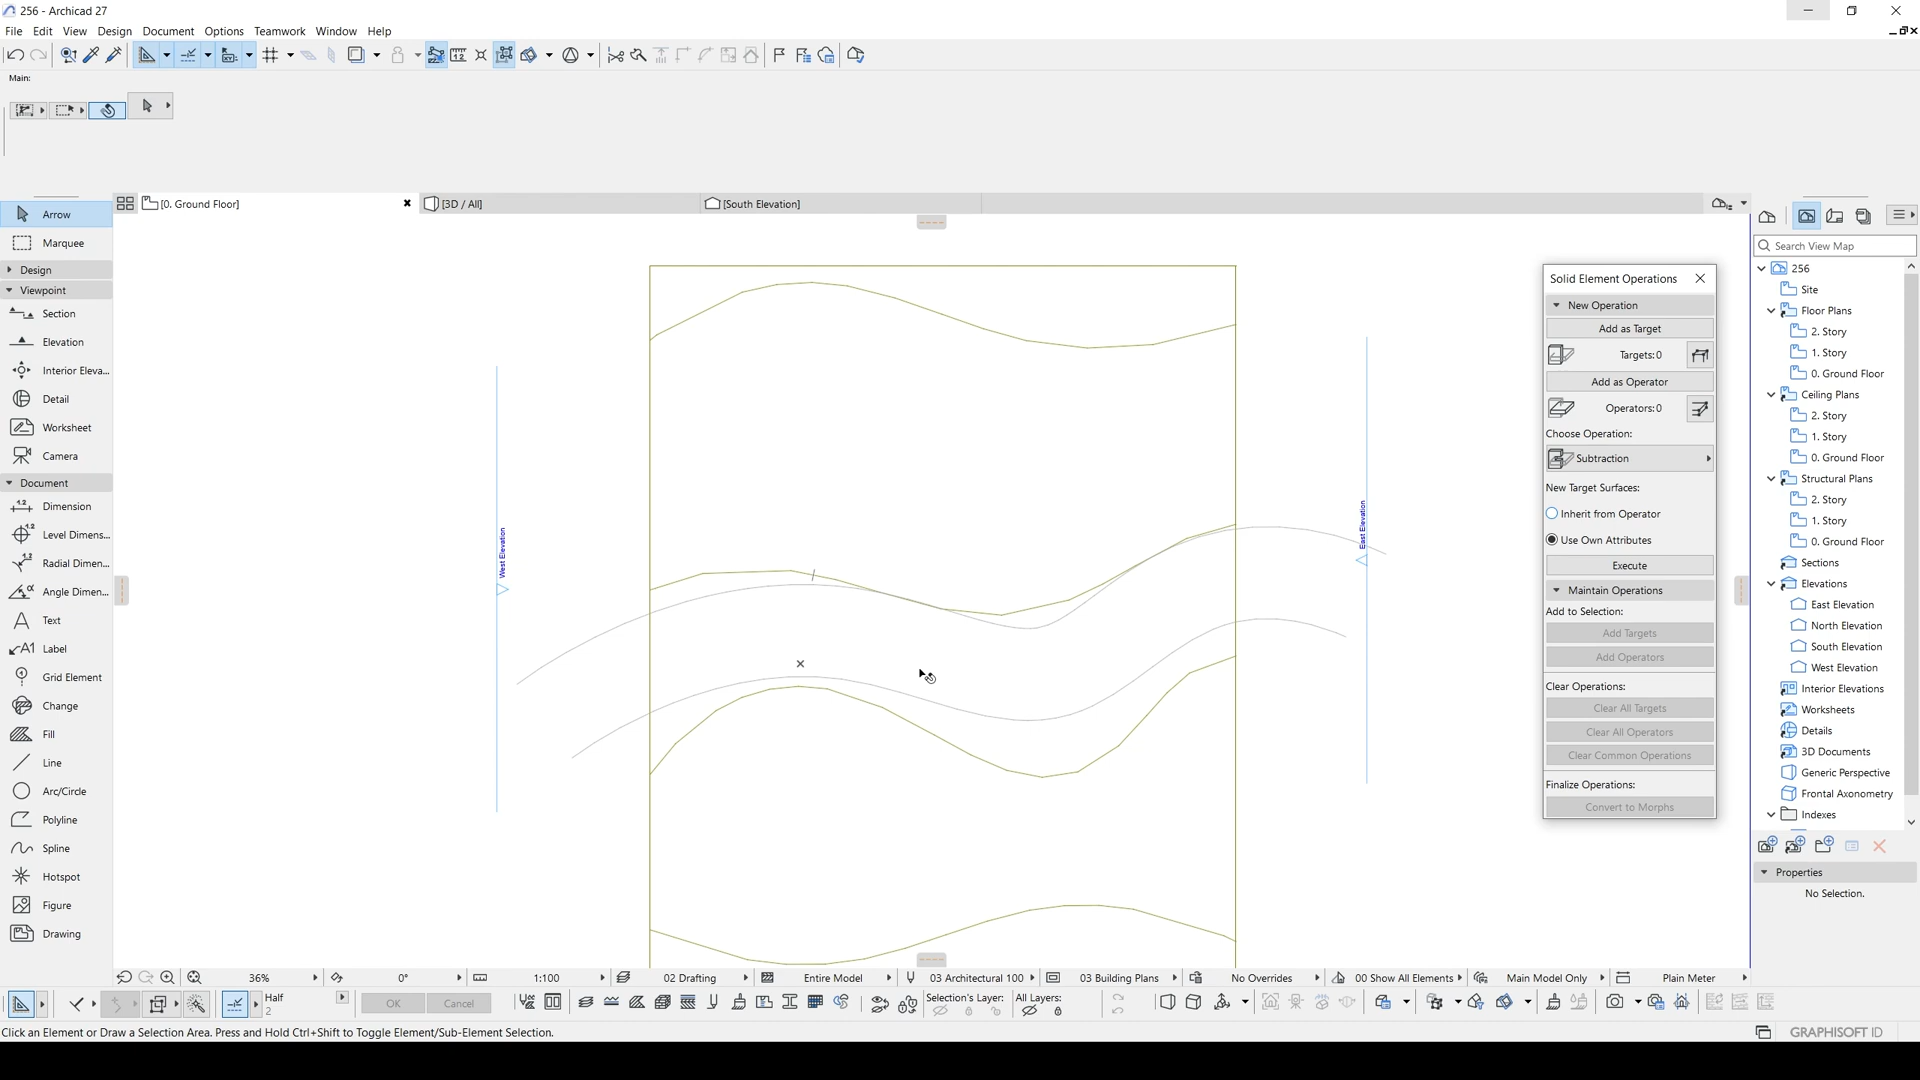 256 - Archicad 27
File Edit View Design Document Options Teamwork Window Help
Main:
[0. Ground Floor]
[3D / All]
[South Elevation]
Arrow
Marquee
Design
Viewpoint
Section
Elevation
Interior Eleva...
Detail
Worksheet
Camera
Document
Dimension
Level Dimens...
Radial Dimen...
Angle Dimen...
Text
Label
Grid Element
Change
Fill
Line
Arc/Circle
Polyline
Spline
Hotspot
Figure
Drawing
West Elevation
East Elevation
Solid Element Operations
New Operation
Add as Target
Targets:0
Add as Operator
Operators:0
Choose Operation:
Subtraction
New Target Surfaces:
Inherit from Operator
Use Own Attributes
Execute
Maintain Operations
Add to Selection:
Add Targets
Add Operators
Clear Operations:
Clear All Targets
Clear All Operators
Clear Common Operations
Finalize Operations:
Convert to Morphs
Search View Map
256
Site
Floor Plans
2. Story
1. Story
0. Ground Floor
Ceiling Plans
2. Story
1. Story
0. Ground Floor
Structural Plans
2. Story
1. Story
0. Ground Floor
Sections
Elevations
East Elevation
North Elevation
South Elevation
West Elevation
Interior Elevations
Worksheets
Details
3D Documents
Generic Perspective
Frontal Axonometry
Indexes
Properties
No Selection.
36% 0° 1:100 02 Drafting Entire Model 03 Architectural 100 03 Building Plans No Overrides 00 Show All Elements Main Model Only Plain Meter
Half
2
OK Cancel
Selection's Layer: All Layers:
Click an Element or Draw a Selection Area. Press and Hold Ctrl+Shift to Toggle Element/Sub-Element Selection.
GRAPHISOFT ID